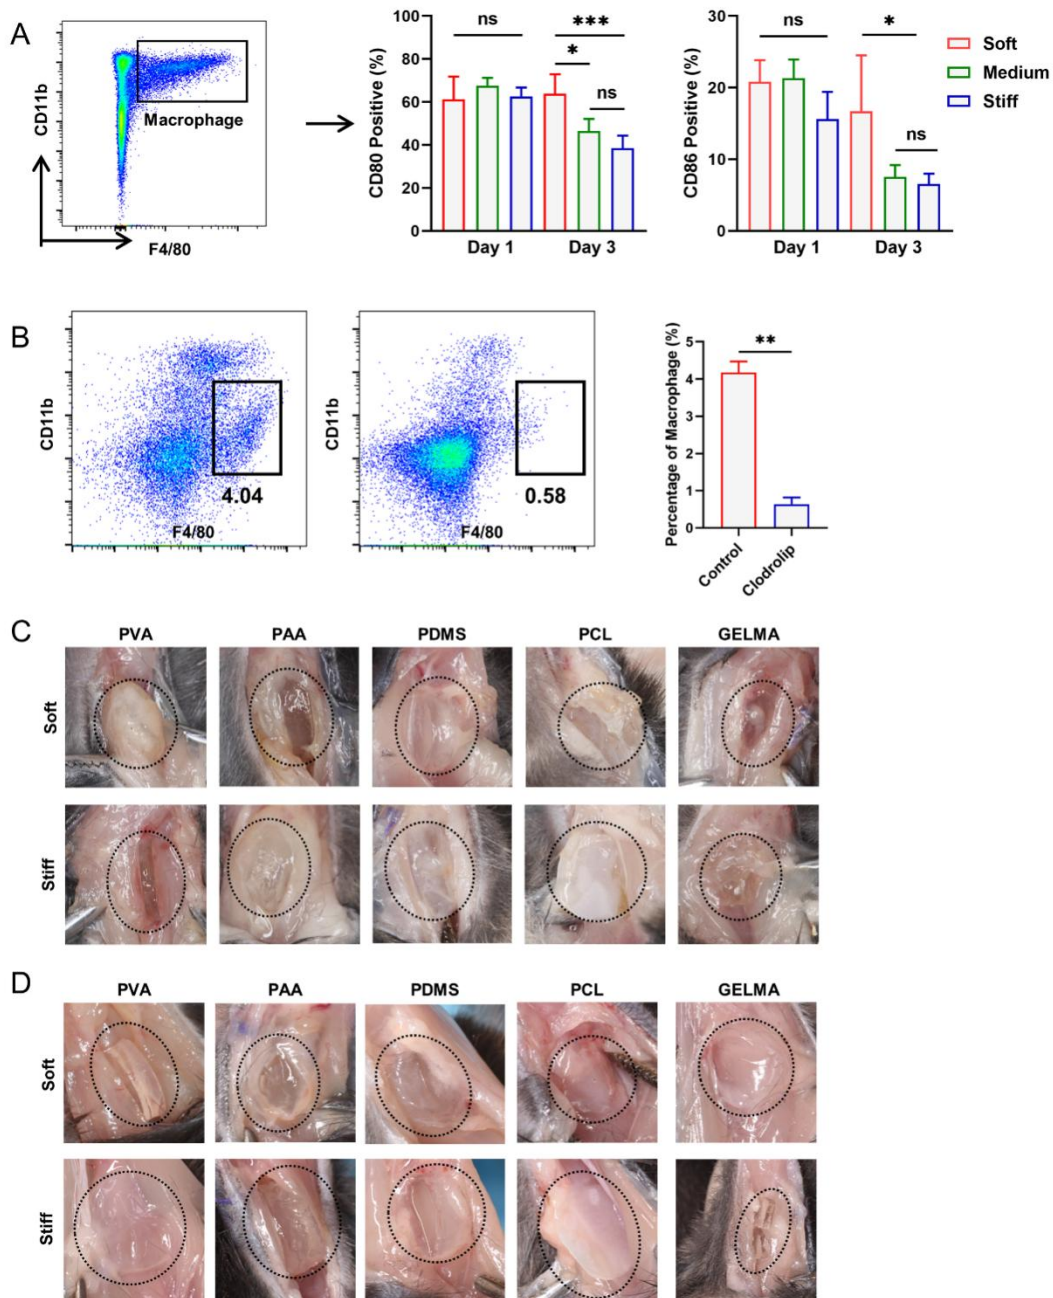 A
CD11b
Macrophage
F4/80
CD80 Positive (%)
100
80
60
40
20
0
ns
***
*
ns
Day 1
Day 3
CD86 Positive (%)
30
20
10
0
ns
*
ns
Day 1
Day 3
Soft
Medium
Stiff
B
CD11b
4.04
F4/80
CD11b
0.58
F4/80
Percentage of Macrophage (%)
5
4
3
2
1
0
**
Control
Clodrolip
C
PVA PAA PDMS PCL GELMA
Soft
Stiff
D
PVA PAA PDMS PCL GELMA
Soft
Stiff